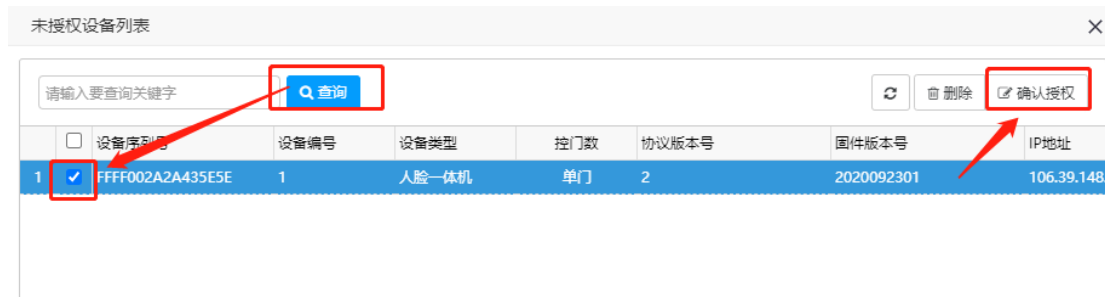 未授权设备列表
请输入要查询关键字 查询 删除 确认授权
设备序列号 设备编号 设备类型 控门数 协议版本号 固件版本号 IP地址
1 FFFF002A2A435E5E 1 人脸一体机 单门 2 2020092301 106.39.148